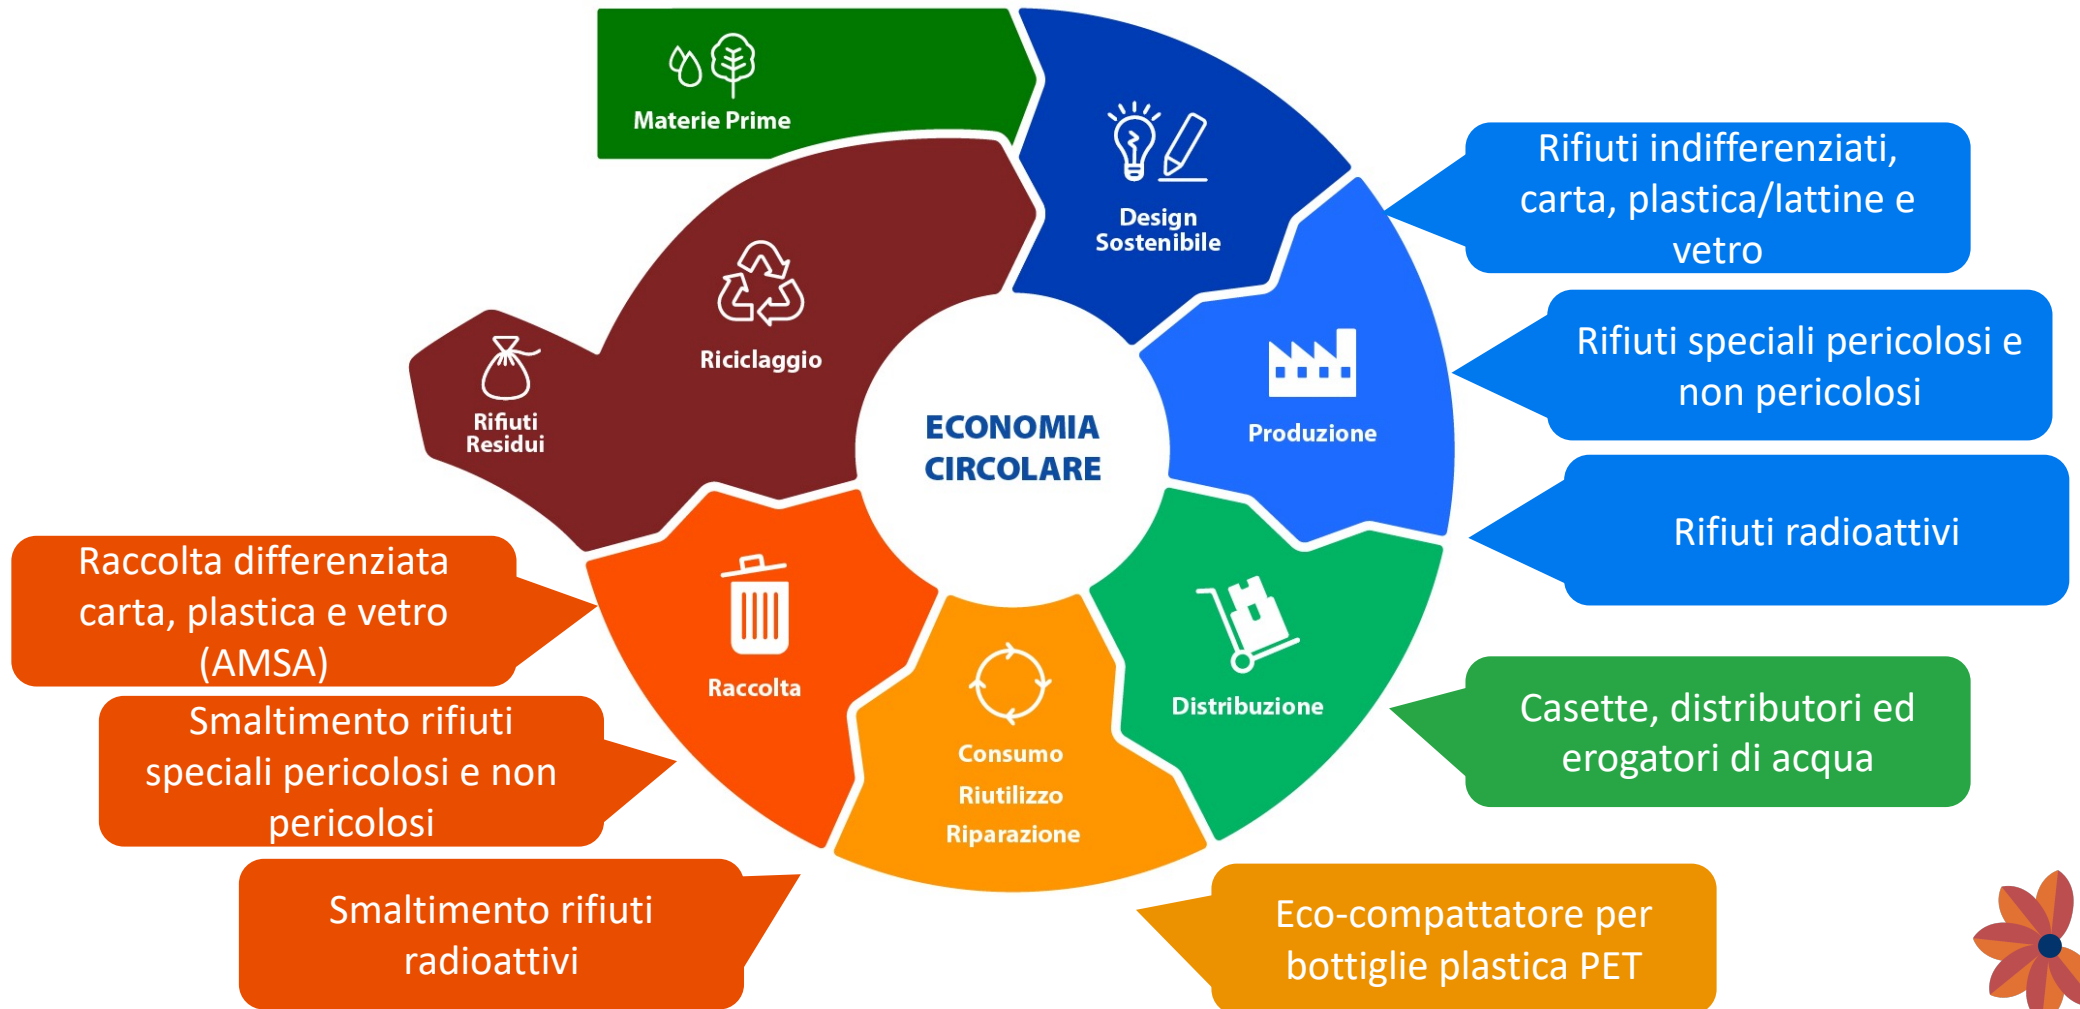 Materie Prime
Design
Sostenibile
Produzione
Distribuzione
Consumo
Riutilizzo
Riparazione
Raccolta
Riciclaggio
Rifiuti
Residui
ECONOMIA
CIRCOLARE
Rifiuti indifferenziati,
carta, plastica/lattine e
vetro
Rifiuti speciali pericolosi e
non pericolosi
Rifiuti radioattivi
Casette, distributori ed
erogatori di acqua
Eco-compattatore per
bottiglie plastica PET
Raccolta differenziata
carta, plastica e vetro
(AMSA)
Smaltimento rifiuti
speciali pericolosi e non
pericolosi
Smaltimento rifiuti
radioattivi